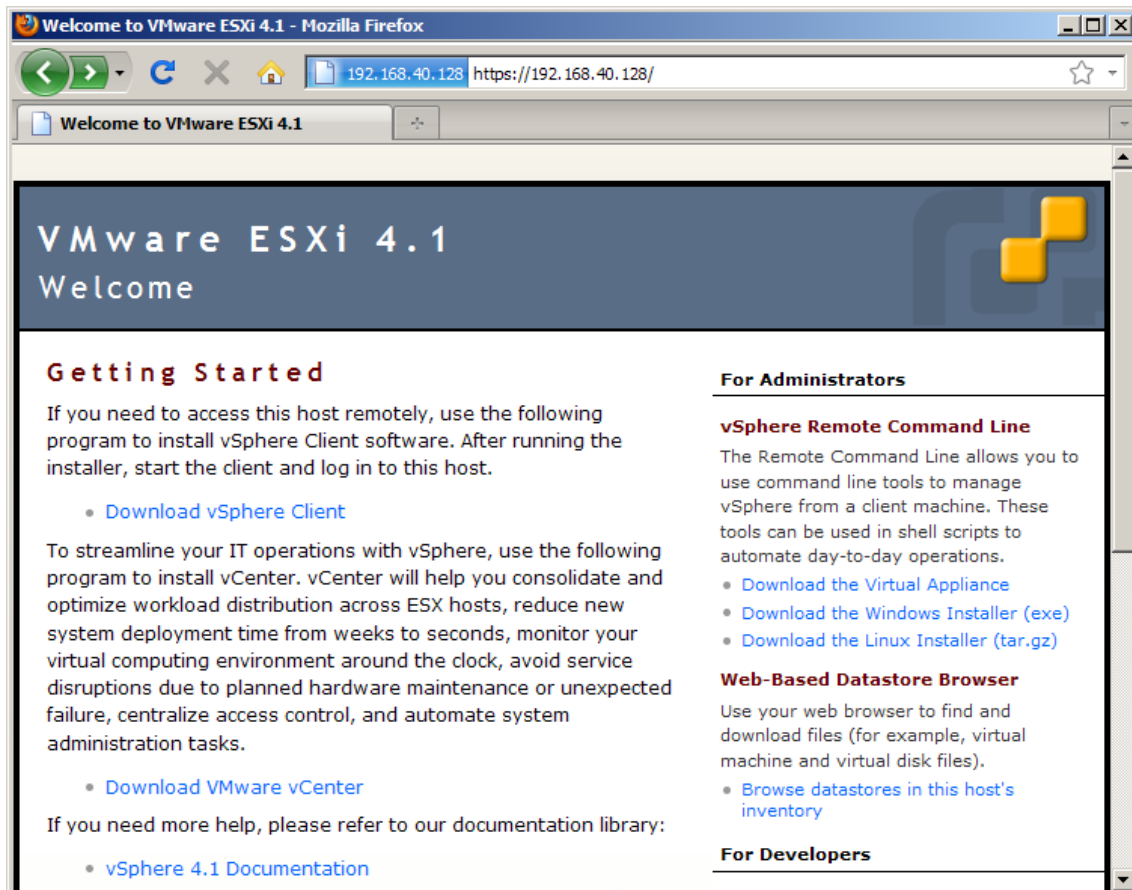 Welcome to VMware ESXi 4.1 - Mozilla Firefox
192.168.40.128 https://192.168.40.128/
Welcome to VMware ESXi 4.1
VMware ESXi 4.1
Welcome
Getting Started
If you need to access this host remotely, use the following
program to install vSphere Client software. After running the
installer, start the client and log in to this host.
Download vSphere Client
To streamline your IT operations with vSphere, use the following
program to install vCenter. vCenter will help you consolidate and
optimize workload distribution across ESX hosts, reduce new
system deployment time from weeks to seconds, monitor your
virtual computing environment around the clock, avoid service
disruptions due to planned hardware maintenance or unexpected
failure, centralize access control, and automate system
administration tasks.
Download VMware vCenter
If you need more help, please refer to our documentation library:
vSphere 4.1 Documentation
For Administrators
vSphere Remote Command Line
The Remote Command Line allows you to
use command line tools to manage
vSphere from a client machine. These
tools can be used in shell scripts to
automate day-to-day operations.
Download the Virtual Appliance
Download the Windows Installer (exe)
Download the Linux Installer (tar.gz)
Web-Based Datastore Browser
Use your web browser to find and
download files (for example, virtual
machine and virtual disk files).
Browse datastores in this host's
inventory
For Developers